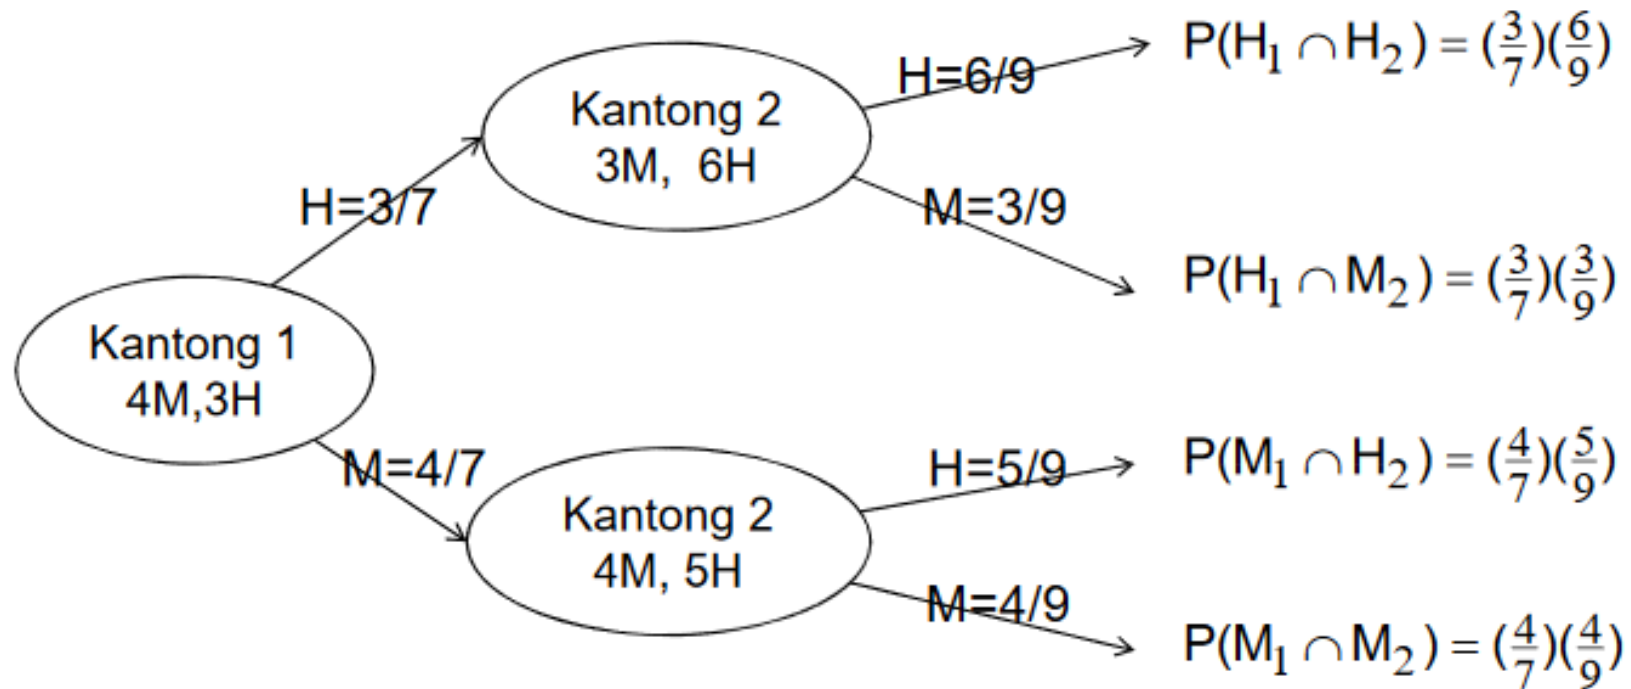 H=6/9
P(H₁ ∩ H₂) = (3/7)(6/9)
Kantong 2
3M, 6H
H=3/7
M=3/9
P(H₁ ∩ M₂) = (3/7)(3/9)
Kantong 1
4M,3H
M=4/7
H=5/9
P(M₁ ∩ H₂) = (4/7)(5/9)
Kantong 2
4M, 5H
M=4/9
P(M₁ ∩ M₂) = (4/7)(4/9)